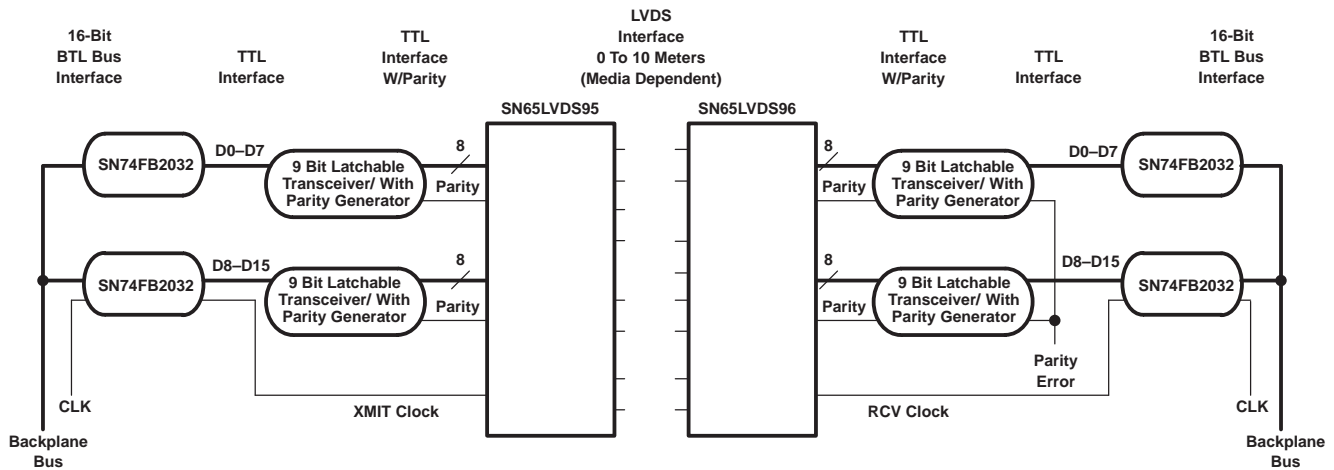 16-Bit
BTL Bus
Interface
TTL
Interface
TTL
Interface
W/Parity
LVDS
Interface
0 To 10 Meters
(Media Dependent)
TTL
Interface
W/Parity
TTL
Interface
16-Bit
BTL Bus
Interface
SN65LVDS95
SN65LVDS96
SN74FB2032
D0–D7
9 Bit Latchable
Transceiver/ With
Parity Generator
8
Parity
8
Parity
9 Bit Latchable
Transceiver/ With
Parity Generator
D0–D7
SN74FB2032
SN74FB2032
D8–D15
9 Bit Latchable
Transceiver/ With
Parity Generator
8
Parity
8
Parity
9 Bit Latchable
Transceiver/ With
Parity Generator
D8–D15
SN74FB2032
Parity
Error
CLK
XMIT Clock
RCV Clock
CLK
Backplane
Bus
Backplane
Bus